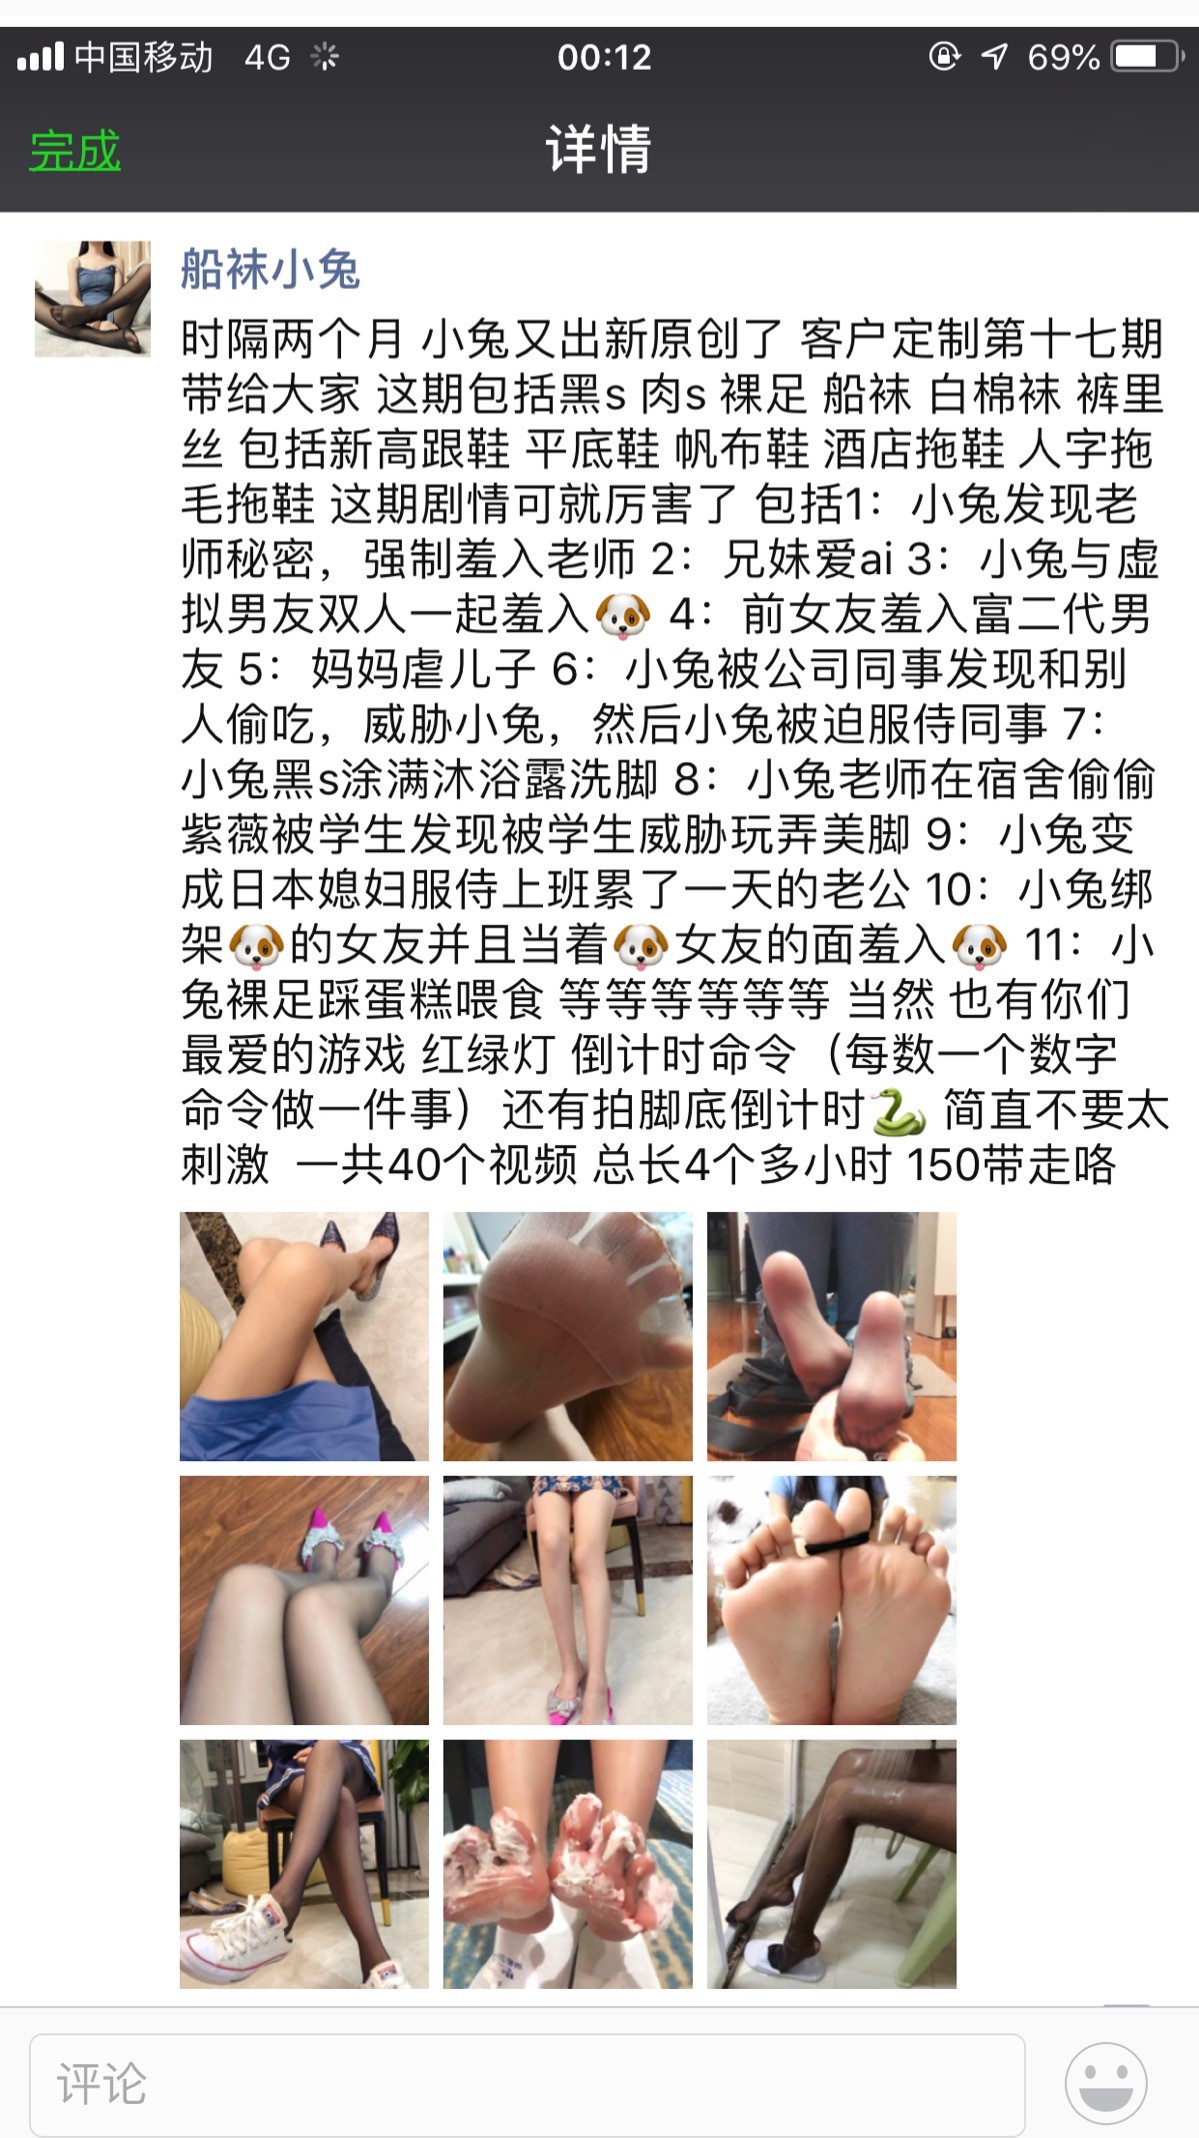 中国移动 4G 00:12 69%
完成 详情
船袜小兔
时隔两个月 小兔又出新原创了 客户定制第十七期
带给大家 这期包括黑s 肉s 裸足 船袜 白棉袜 裤里
丝 包括新高跟鞋 平底鞋 帆布鞋 酒店拖鞋 人字拖
毛拖鞋 这期剧情可就厉害了 包括1：小兔发现老
师秘密，强制羞入老师 2：兄妹爱ai 3：小兔与虚
拟男友双人一起羞入🐶 4：前女友羞入富二代男
友 5：妈妈虐儿子 6：小兔被公司同事发现和别
人偷吃，威胁小兔，然后小兔被迫服侍同事 7：
小兔黑s涂满沐浴露洗脚 8：小兔老师在宿舍偷偷
紫薇被学生发现被学生威胁玩弄美脚 9：小兔变
成日本媳妇服侍上班累了一天的老公 10：小兔绑
架🐶的女友并且当着🐶女友的面羞入🐶 11：小
兔裸足踩蛋糕喂食 等等等等等等 当然 也有你们
最爱的游戏 红绿灯 倒计时命令（每数一个数字
命令做一件事）还有拍脚底倒计时🐍 简直不要太
刺激 一共40个视频 总长4个多小时 150带走咯
评论